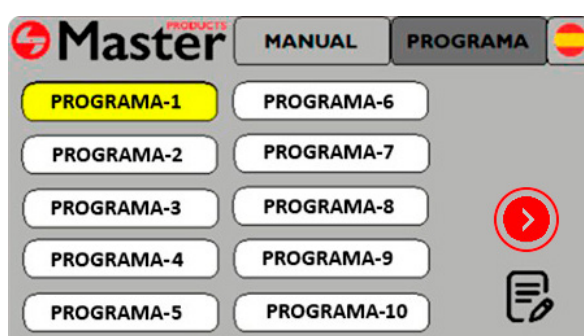 Master PRODUCTS
MANUAL
PROGRAMA
PROGRAMA-1
PROGRAMA-2
PROGRAMA-3
PROGRAMA-4
PROGRAMA-5
PROGRAMA-6
PROGRAMA-7
PROGRAMA-8
PROGRAMA-9
PROGRAMA-10